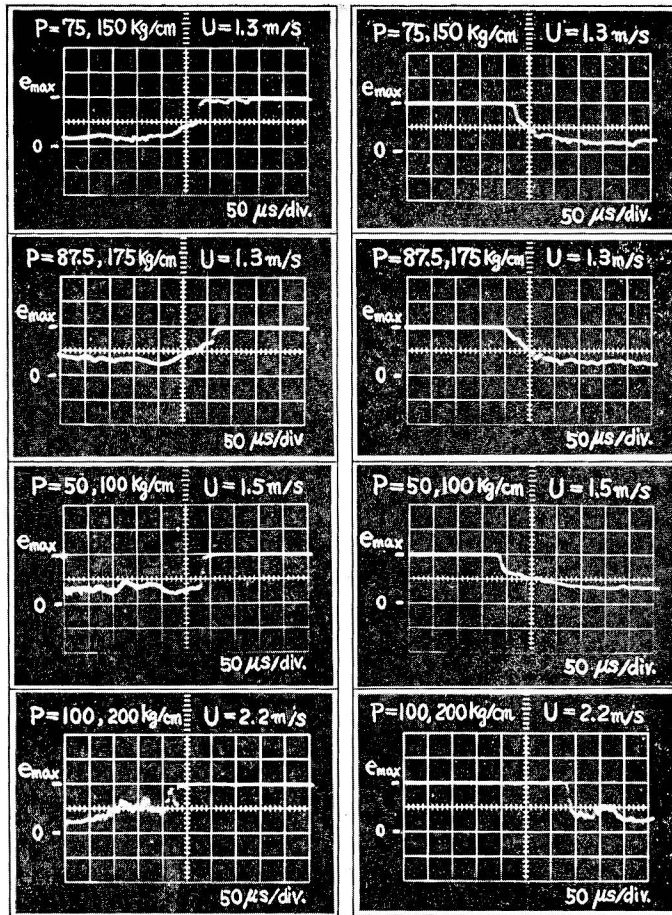 P=75,150 Kg/cm U=1.3 m/s
emax
0
50 μs/div.
P=75,150 Kg/cm U=1.3 m/s
emax
0
50 μs/div.
P=87.5,175 Kg/cm U=1.3 m/s
emax
0
50 μs/div.
P=87.5,175 Kg/cm U=1.3 m/s
emax
0
50 μs/div.
P=50,100 Kg/cm U=1.5 m/s
emax
0
50 μs/div.
P=50,100 Kg/cm U=1.5 m/s
emax
0
50 μs/div.
P=100,200 kg/cm U=2.2 m/s
emax
0
50 μs/div.
P=100,200 kg/cm U=2.2 m/s
emax
0
50 μs/div.